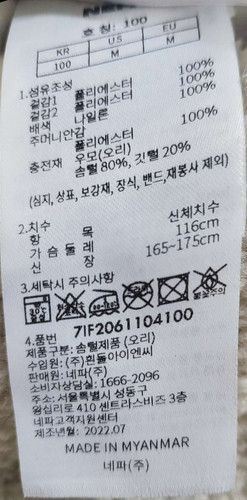 호 칭: 100
KR US EU
100 M M
1.섬유조성
겉감1 폴리에스터 100%
겉감2 폴리에스터 100%
배색 나일론 100%
주머니안감
폴리에스터 100%
충전재 우모(오리)
솜털 80%, 깃털 20%
(심지, 상표, 보강재, 장식, 밴드,재봉사 제외)
2.치수
항 목 신체치수
가 슴 둘 레 116cm
신 장 165~175cm
3.세탁시 주의사항
불꽃주의
7IF2061104100
4.품번
제품구분: 솜털제품 (오리)
수입원: (주)흰돌아이엔씨
판매원: 네파(주)
소비자상담실: 1666-2096
주소: 서울특별시 성동구
왕십리로 410 센트라스비즈 3층
네파고객지원센터
제조년월: 2022.07
MADE IN MYANMAR
네파(주)